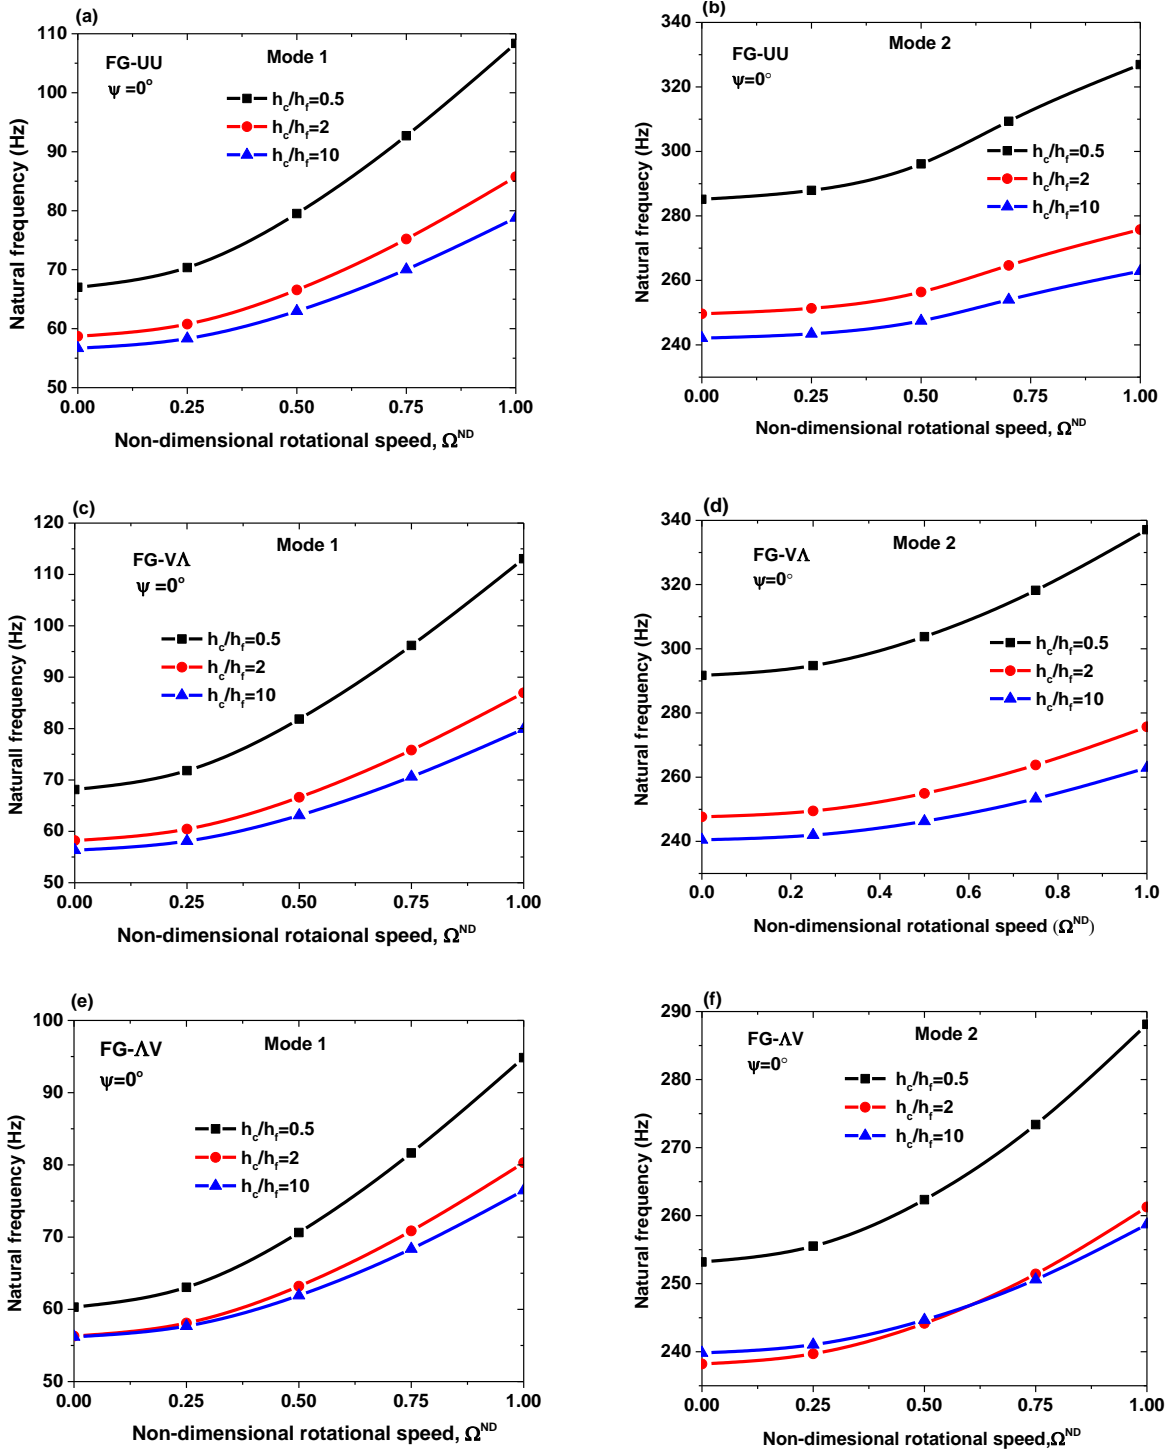 (a)
FG-UU
ψ =0°
Mode 1
h_c/h_f=0.5
h_c/h_f=2
h_c/h_f=10
110
100
90
80
70
60
50
Natural frequency (Hz)
0.00 0.25 0.50 0.75 1.00
Non-dimensional rotational speed, Ω^ND
(b)
FG-UU
ψ=0°
Mode 2
h_c/h_f=0.5
h_c/h_f=2
h_c/h_f=10
340
320
300
280
260
240
Natural frequecy (Hz)
0.00 0.25 0.50 0.75 1.00
Non-dimensional rotational speed, Ω^ND
(c)
FG-VΛ
ψ =0°
Mode 1
h_c/h_f=0.5
h_c/h_f=2
h_c/h_f=10
120
110
100
90
80
70
60
50
Naturall frequency (Hz)
0.00 0.25 0.50 0.75 1.00
Non-dimensional rotaional speed, Ω^ND
(d)
FG-VΛ
ψ=0°
Mode 2
h_c/h_f=0.5
h_c/h_f=2
h_c/h_f=10
340
320
300
280
260
240
Natural frequency (Hz)
0.0 0.2 0.4 0.6 0.8 1.0
Non-dimensional rotational speed (Ω^ND)
(e)
FG-ΛV
ψ=0°
Mode 1
h_c/h_f=0.5
h_c/h_f=2
h_c/h_f=10
100
90
80
70
60
50
Natural frequency (Hz)
0.00 0.25 0.50 0.75 1.00
Non-dimensional rotational speed, Ω^ND
(f)
FG-ΛV
ψ=0°
Mode 2
h_c/h_f=0.5
h_c/h_f=2
h_c/h_f=10
290
280
270
260
250
240
Natural frequency (Hz)
0.00 0.25 0.50 0.75 1.00
Non-dimensional rotational speed,Ω^ND